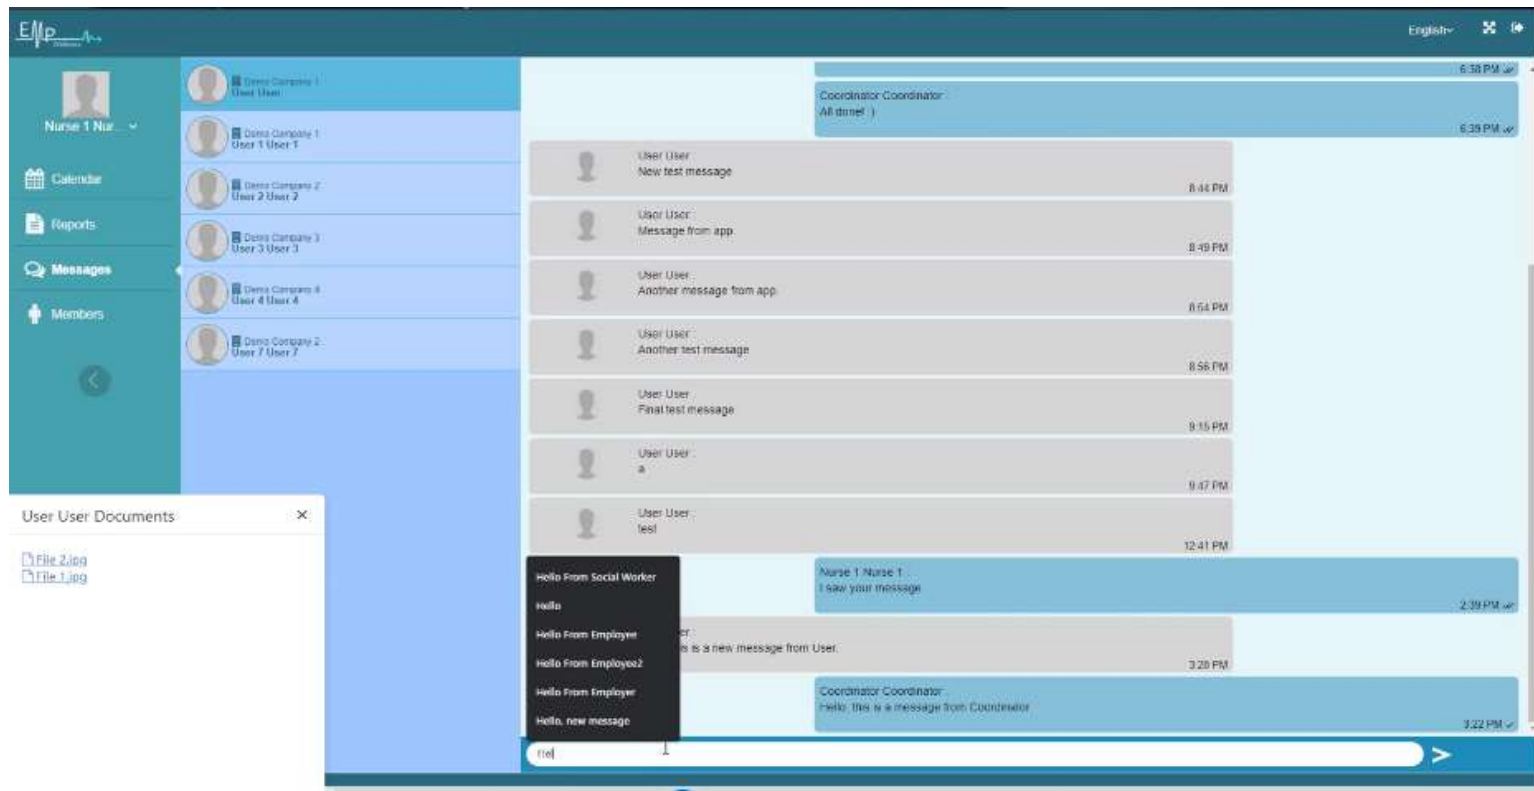 EMP
English
Nurse 1 Nur...
Calendar
Reports
Messages
Members
Demo Company 1
User User
Demo Company 1
User 1 User 1
Demo Company 2
User 2 User 2
Demo Company 3
User 3 User 3
Demo Company 4
User 4 User 4
Demo Company 2
User 7 User 7
6:38 PM
Coordinator Coordinator :
All done! :)
6:39 PM
User User :
New test message
8:44 PM
User User :
Message from app
8:49 PM
User User :
Another message from app
8:54 PM
User User :
Another test message
8:56 PM
User User :
Final test message
9:15 PM
User User :
a
9:47 PM
User User :
test
12:41 PM
Nurse 1 Nurse 1 :
I saw your message
2:39 PM
er :
is is a new message from User.
3:20 PM
Coordinator Coordinator :
Hello, this is a message from Coordinator
3:22 PM
Hello From Social Worker
Hello
Hello From Employee
Hello From Employee2
Hello From Employer
Hello, new message
Hel
User User Documents
File 2.jpg
File 1.jpg